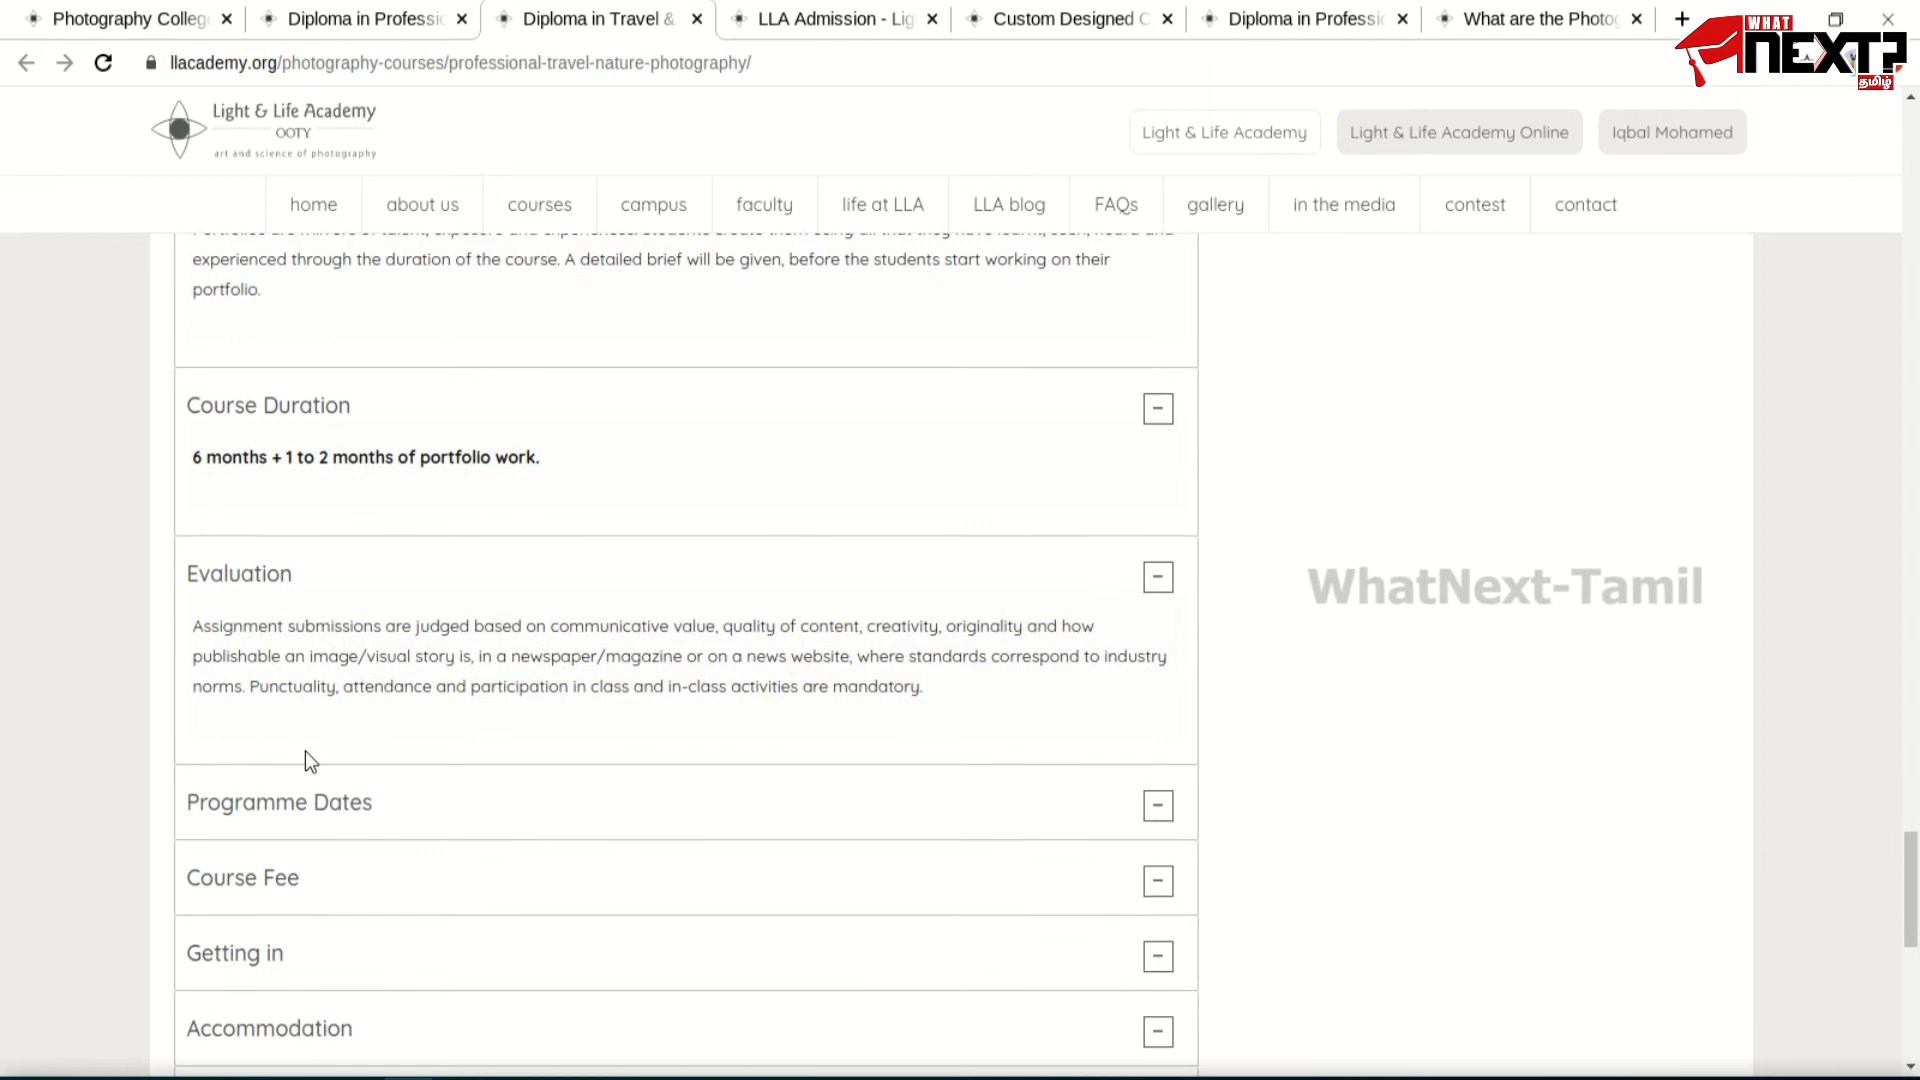 Photography Colleg
Diploma in Professi
Diploma in Travel &
LLA Admission - Lig
Custom Designed C
Diploma in Professi
What are the Photog
WHAT
NEXT?
தமிழ்
llacademy.org/photography-courses/professional-travel-nature-photography/
Light & Life Academy
OOTY
art and science of photography
Light & Life Academy
Light & Life Academy Online
Iqbal Mohamed
home
about us
courses
campus
faculty
life at LLA
LLA blog
FAQs
gallery
in the media
contest
contact
experienced through the duration of the course. A detailed brief will be given, before the students start working on their
portfolio.
Course Duration
6 months + 1 to 2 months of portfolio work.
Evaluation
Assignment submissions are judged based on communicative value, quality of content, creativity, originality and how
publishable an image/visual story is, in a newspaper/magazine or on a news website, where standards correspond to industry
norms. Punctuality, attendance and participation in class and in-class activities are mandatory.
WhatNext-Tamil
Programme Dates
Course Fee
Getting in
Accommodation